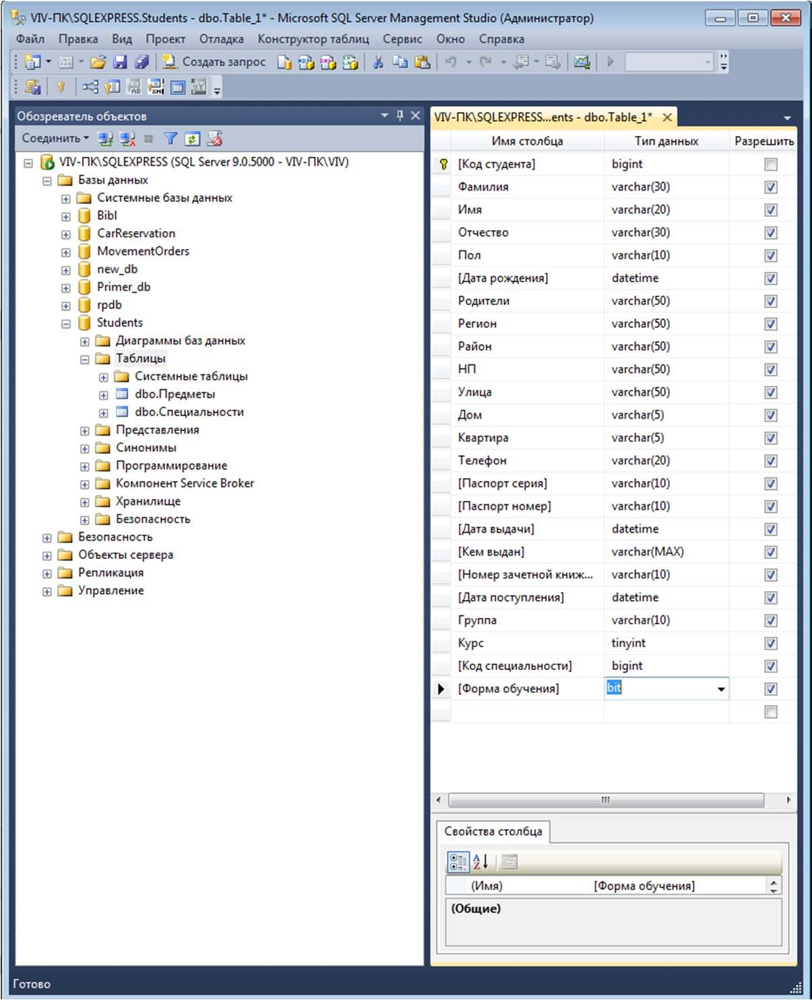 VIV-ПК\SQLEXPRESS.Students - dbo.Table_1* - Microsoft SQL Server Management Studio (Администратор)
Файл Правка Вид Проект Отладка Конструктор таблиц Сервис Окно Справка
Создать запрос
Обозреватель объектов
Соединить
VIV-ПК\SQLEXPRESS (SQL Server 9.0.5000 - VIV-ПК\VIV)
Базы данных
Системные базы данных
Bibl
CarReservation
MovementOrders
new_db
Primer_db
rpdb
Students
Диаграммы баз данных
Таблицы
Системные таблицы
dbo.Предметы
dbo.Специальности
Представления
Синонимы
Программирование
Компонент Service Broker
Хранилище
Безопасность
Безопасность
Объекты сервера
Репликация
Управление
VIV-ПК\SQLEXPRESS...ents - dbo.Table_1*
Имя столбца Тип данных Разрешить
[Код студента] bigint
Фамилия varchar(30)
Имя varchar(20)
Отчество varchar(30)
Пол varchar(10)
[Дата рождения] datetime
Родители varchar(50)
Регион varchar(50)
Район varchar(50)
НП varchar(50)
Улица varchar(50)
Дом varchar(5)
Квартира varchar(5)
Телефон varchar(20)
[Паспорт серия] varchar(10)
[Паспорт номер] varchar(10)
[Дата выдачи] datetime
[Кем выдан] varchar(MAX)
[Номер зачетной книж... varchar(10)
[Дата поступления] datetime
Группа varchar(10)
Курс tinyint
[Код специальности] bigint
[Форма обучения] bit
Свойства столбца
(Имя) [Форма обучения]
(Общие)
Готово